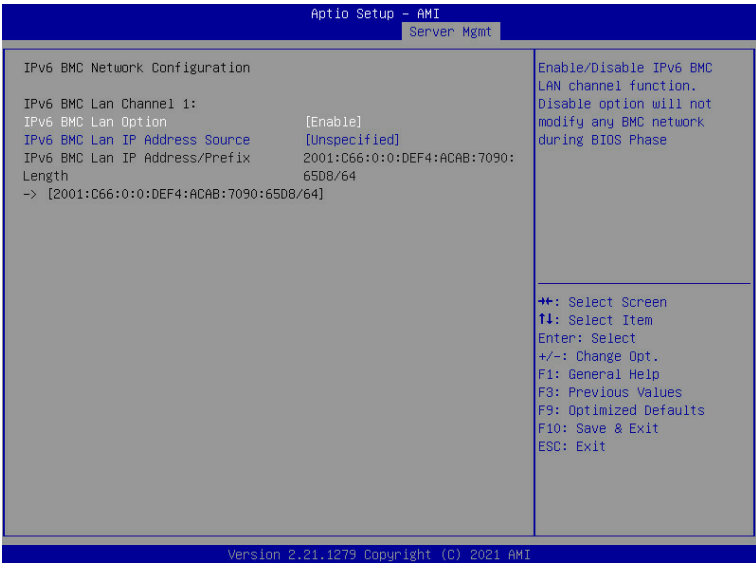 Aptio Setup – AMI
Server Mgmt
IPv6 BMC Network Configuration
IPv6 BMC Lan Channel 1:
IPv6 BMC Lan Option [Enable]
IPv6 BMC Lan IP Address Source [Unspecified]
IPv6 BMC Lan IP Address/Prefix 2001:C66:0:0:DEF4:ACAB:7090:
Length 65D8/64
-> [2001:C66:0:0:DEF4:ACAB:7090:65D8/64]
Enable/Disable IPv6 BMC
LAN channel function.
Disable option will not
modify any BMC network
during BIOS Phase
→←: Select Screen
↑↓: Select Item
Enter: Select
+/-: Change Opt.
F1: General Help
F3: Previous Values
F9: Optimized Defaults
F10: Save & Exit
ESC: Exit
Version 2.21.1279 Copyright (C) 2021 AMI